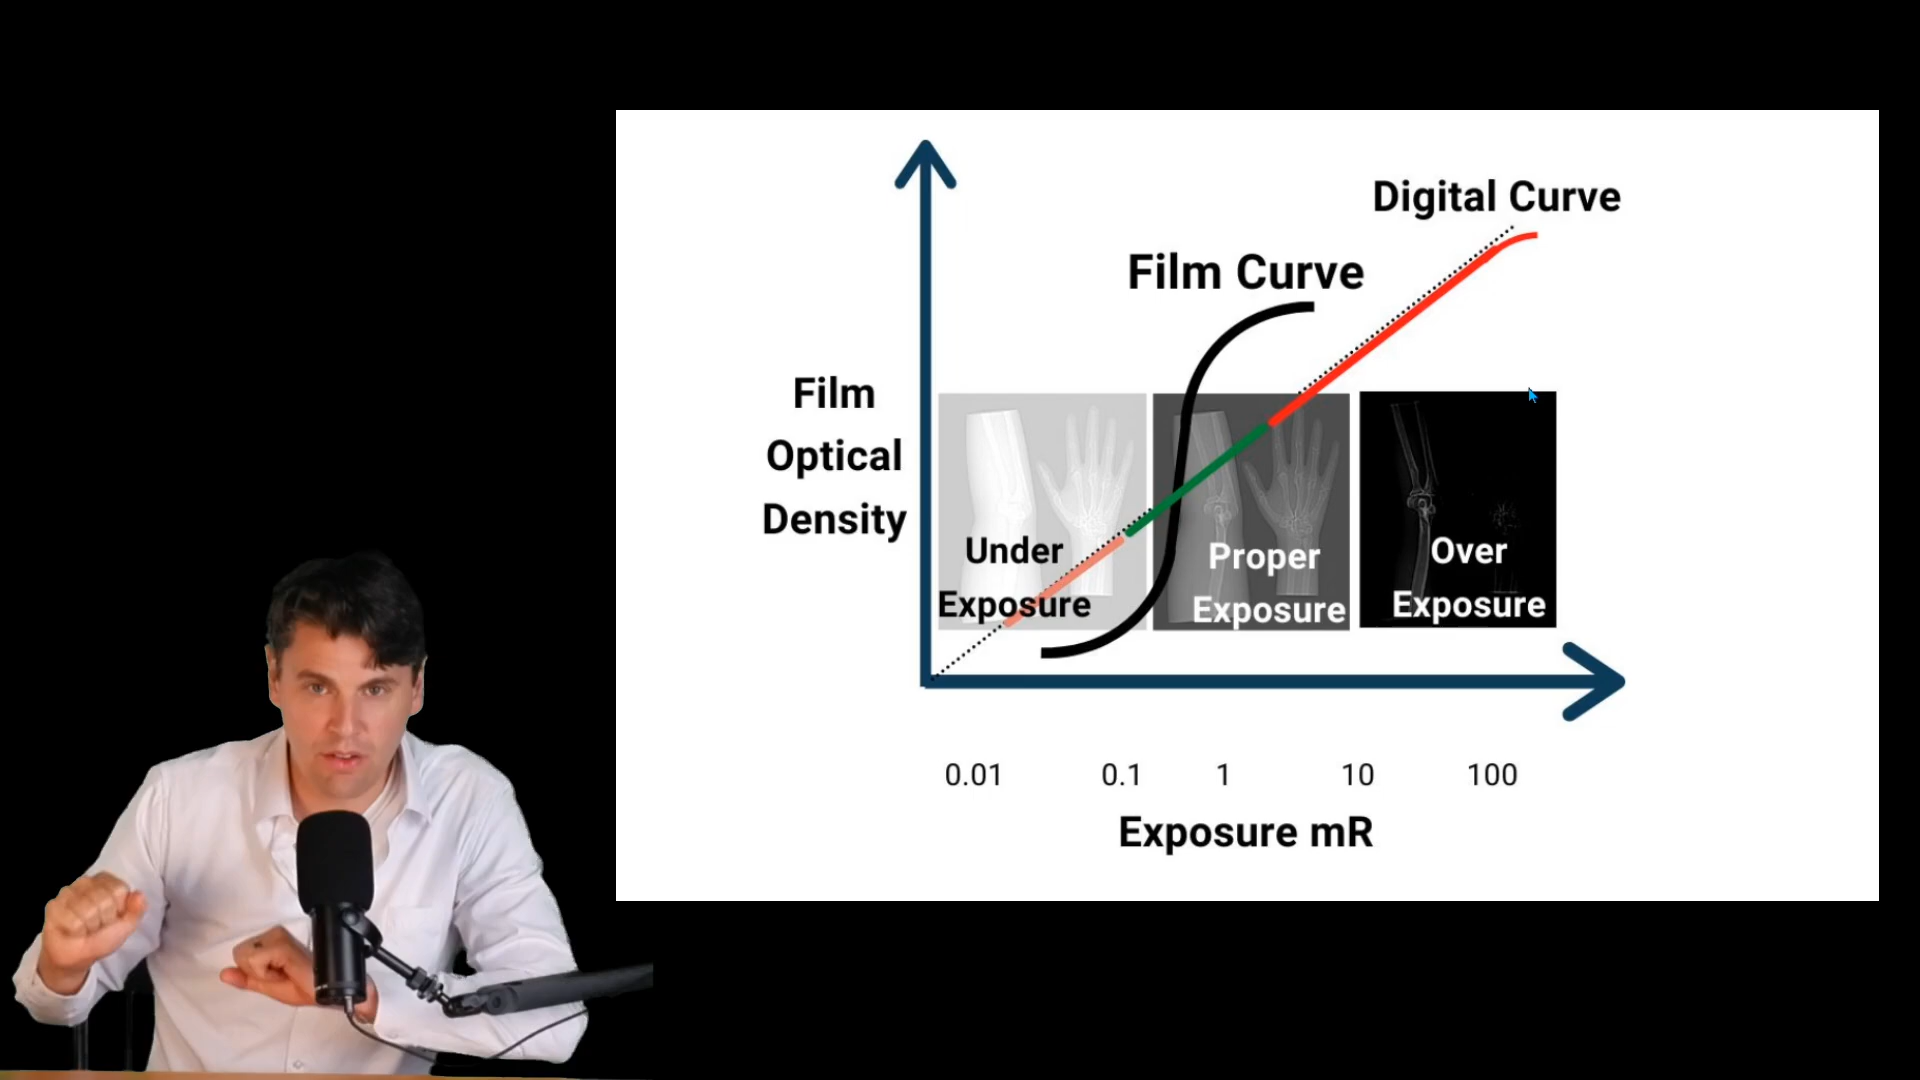 Digital Curve
Film Curve
Film
Optical
Density
Under
Exposure
Proper
Exposure
Over
Exposure
0.01 0.1 1 10 100
Exposure mR